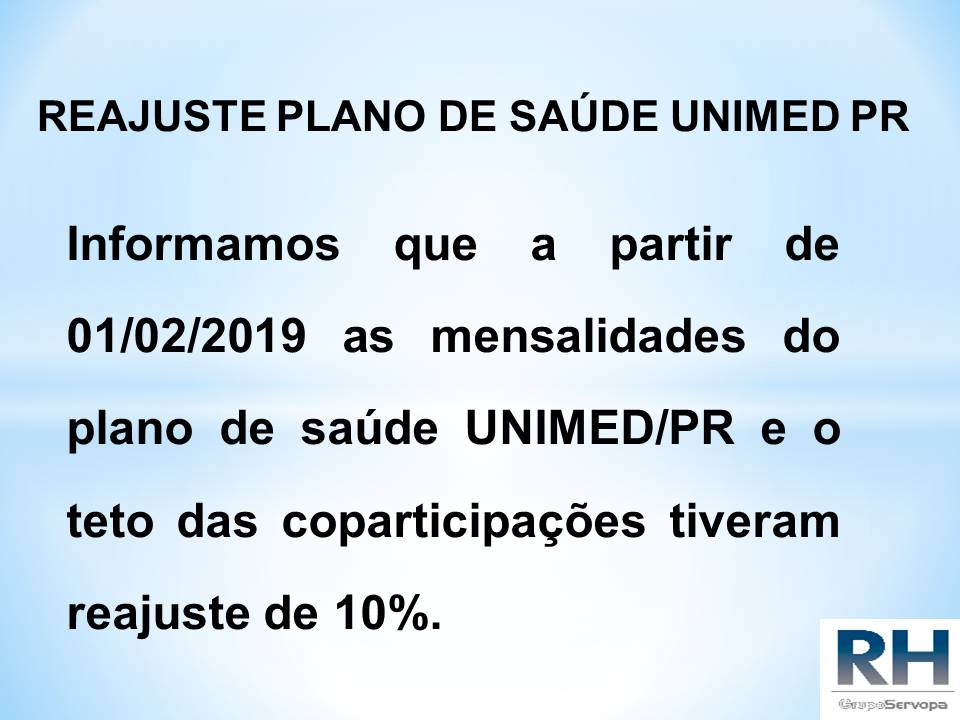 REAJUSTE PLANO DE SAÚDE UNIMED PR
Informamos que a partir de
01/02/2019 as mensalidades do
plano de saúde UNIMED/PR e o
teto das coparticipações tiveram
reajuste de 10%.
RH
GrupoServopa